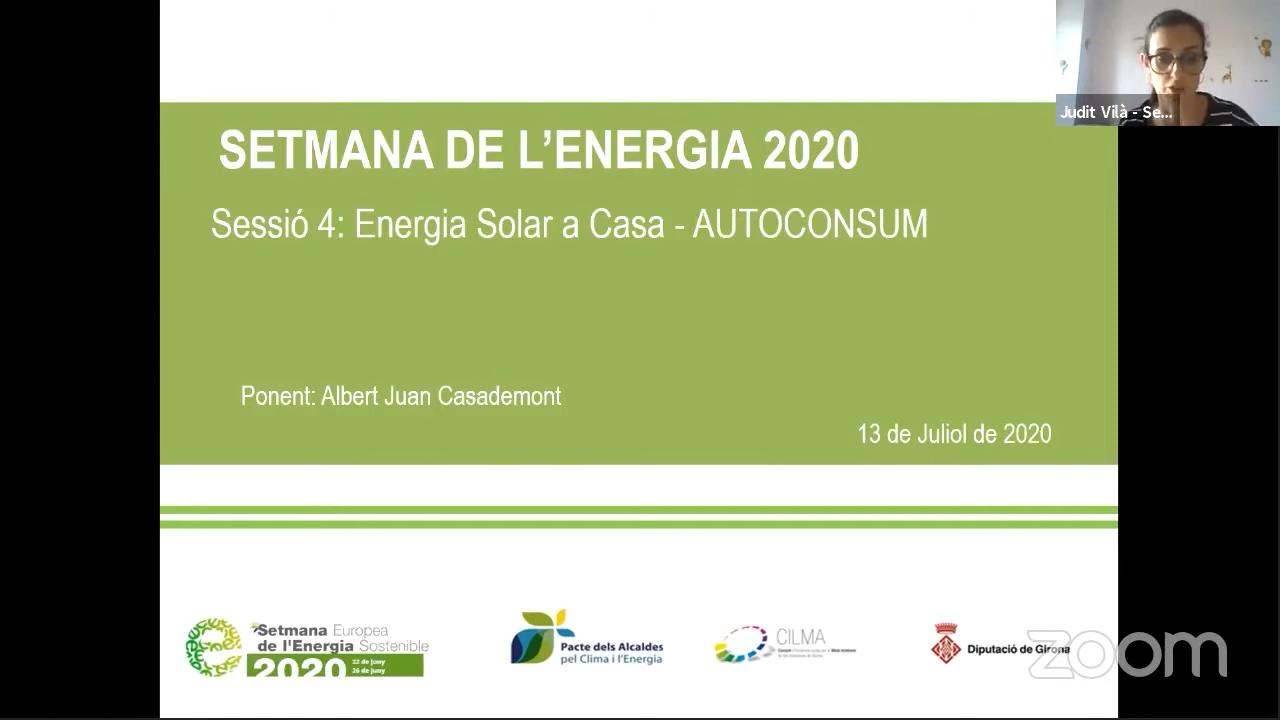 Judit Vilà - Se...
SETMANA DE L'ENERGIA 2020
Sessió 4: Energia Solar a Casa - AUTOCONSUM
Ponent: Albert Juan Casademont
13 de Juliol de 2020
Setmana Europea
de l'Energia Sostenible
2020 22 de juny
26 de juny
Pacte dels Alcaldes
pel Clima i l'Energia
CILMA
Diputació de Girona
zoom